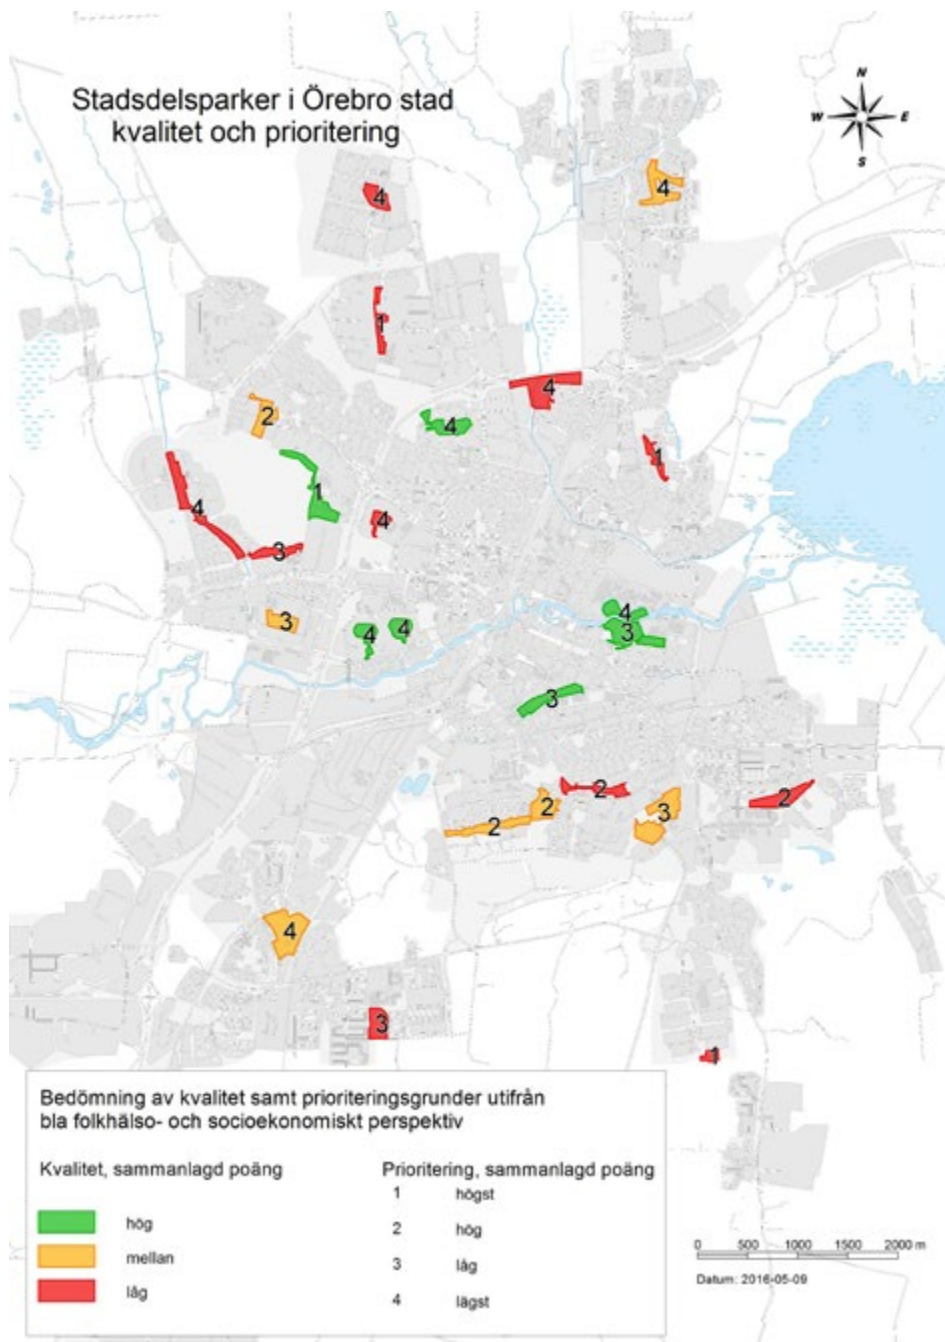 Stadsdelsparker i Örebro stad
kvalitet och prioritering
N
W E
S
4
4
1
4
2
4
1
1
4
4
3
4
3
4
4
3
3
2
2
2
3
2
4
3
1
Bedömning av kvalitet samt prioriteringsgrunder utifrån
bla folkhälso- och socioekonomiskt perspektiv
Kvalitet, sammanlagd poäng
hög
mellan
låg
Prioritering, sammanlagd poäng
1 högst
2 hög
3 låg
4 lägst
0 500 1000 1500 2000 m
Datum: 2016-05-09